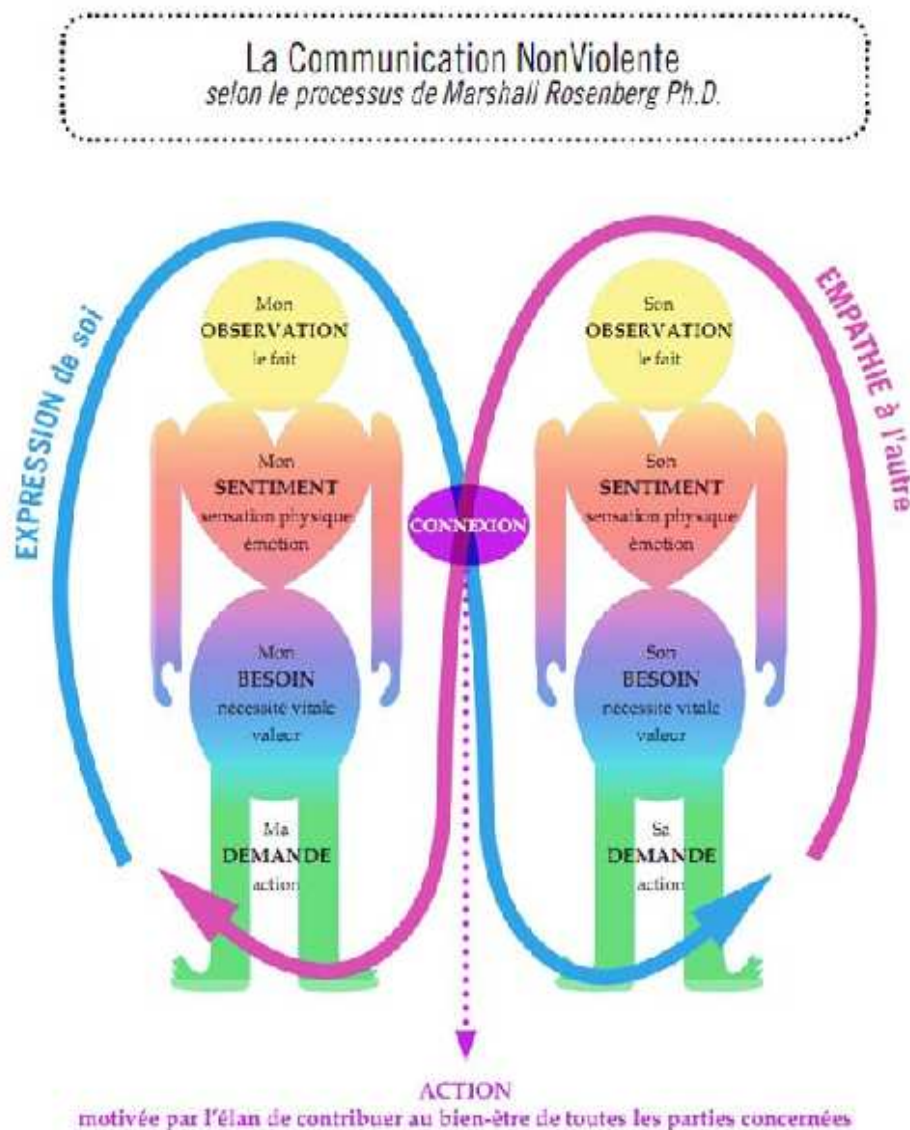 La Communication NonViolente
selon le processus de Marshall Rosenberg Ph.D.
EXPRESSION de soi
Mon
OBSERVATION
le fait
Mon
SENTIMENT
sensation physique
émotion
Mon
BESOIN
nécessité vitale
valeur
Ma
DEMANDE
action
CONNEXION
Son
OBSERVATION
le fait
Son
SENTIMENT
sensation physique
émotion
Son
BESOIN
nécessité vitale
valeur
Sa
DEMANDE
action
EMPATHIE à l'autre
ACTION
motivée par l'élan de contribuer au bien-être de toutes les parties concernées